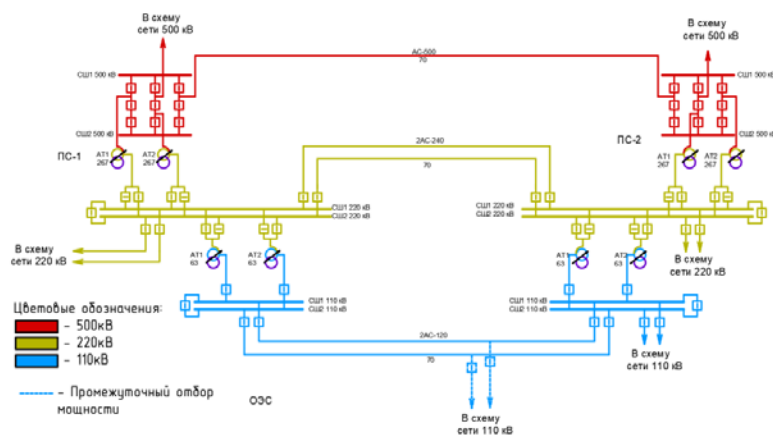 В схему
сети 500 кВ
В схему
сети 500 кВ
АС-500
70
СШ1 500 кВ
СШ1 500 кВ
СШ2 500 кВ
СШ2 500 кВ
ПС-1
ПС-2
АТ1
267
АТ2
267
2АС-240
70
АТ1
267
АТ2
267
СШ1 220 кВ
СШ2 220 кВ
СШ1 220 кВ
СШ2 220 кВ
В схему
сети 220 кВ
АТ1
63
АТ2
63
АТ1
63
АТ2
63
В схему
сети 220 кВ
Цветовые обозначения:
- 500кВ
- 220кВ
- 110кВ
СШ1 110 кВ
СШ2 110 кВ
СШ1 110 кВ
СШ2 110 кВ
2АС-120
70
В схему
сети 110 кВ
- Промежуточный отбор
мощности
ОЭС
В схему
сети 110 кВ